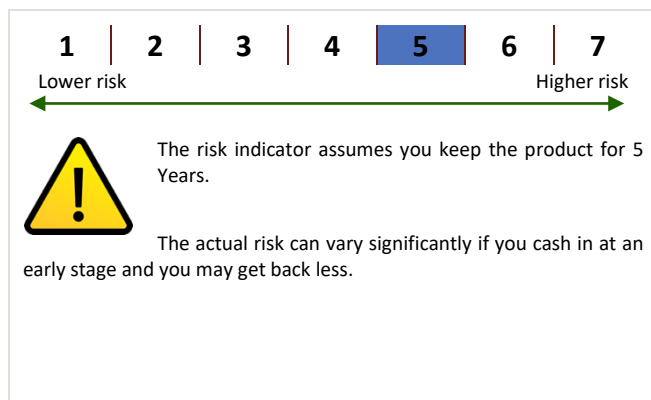 1 2 3 4 5 6 7
Lower risk Higher risk
!
The risk indicator assumes you keep the product for 5
Years.
The actual risk can vary significantly if you cash in at an
early stage and you may get back less.